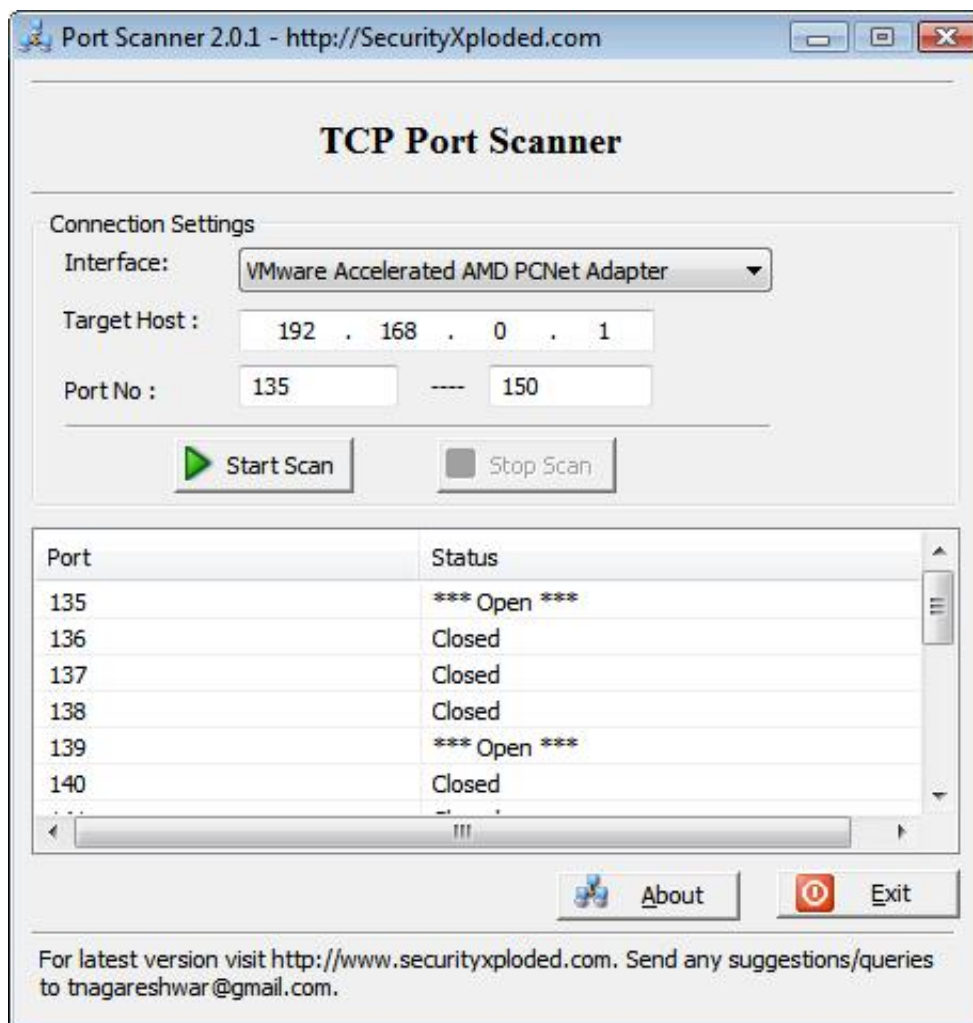 Port Scanner 2.0.1 - http://SecurityXploded.com
TCP Port Scanner
Connection Settings
Interface:
VMware Accelerated AMD PCNet Adapter
Target Host :
192 . 168 . 0 . 1
Port No :
135 ---- 150
Start Scan
Stop Scan
Port Status
135 *** Open ***
136 Closed
137 Closed
138 Closed
139 *** Open ***
140 Closed
About
Exit
For latest version visit http://www.securityxploded.com. Send any suggestions/queries
to tnagareshwar@gmail.com.